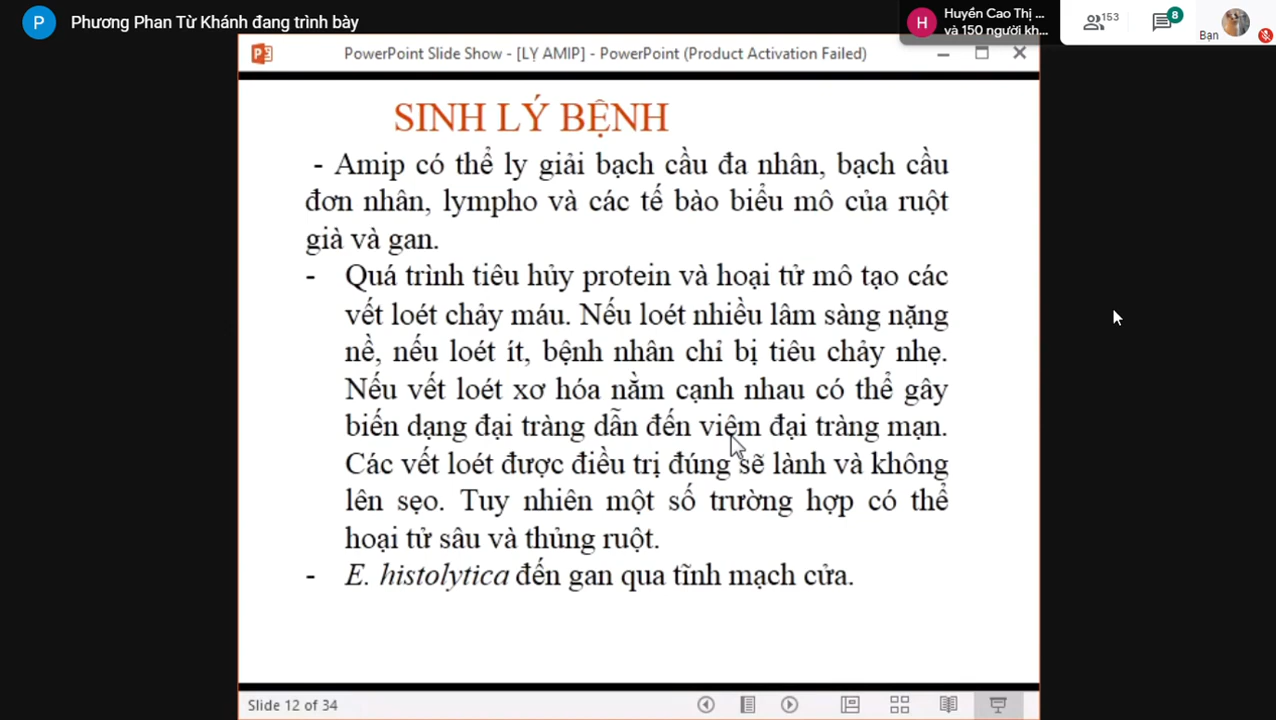 P Phương Phan Từ Khánh đang trình bày
H Huyền Cao Thị ...
và 150 người kh...
153
8
Bạn
PowerPoint Slide Show - [LỴ AMIP] - PowerPoint (Product Activation Failed)
SINH LÝ BỆNH
- Amip có thể ly giải bạch cầu đa nhân, bạch cầu
đơn nhân, lympho và các tế bào biểu mô của ruột
già và gan.
- Quá trình tiêu hủy protein và hoại tử mô tạo các
vết loét chảy máu. Nếu loét nhiều lâm sàng nặng
nề, nếu loét ít, bệnh nhân chỉ bị tiêu chảy nhẹ.
Nếu vết loét xơ hóa nằm cạnh nhau có thể gây
biến dạng đại tràng dẫn đến viêm đại tràng mạn.
Các vết loét được điều trị đúng sẽ lành và không
lên sẹo. Tuy nhiên một số trường hợp có thể
hoại tử sâu và thủng ruột.
- E. histolytica đến gan qua tĩnh mạch cửa.
Slide 12 of 34